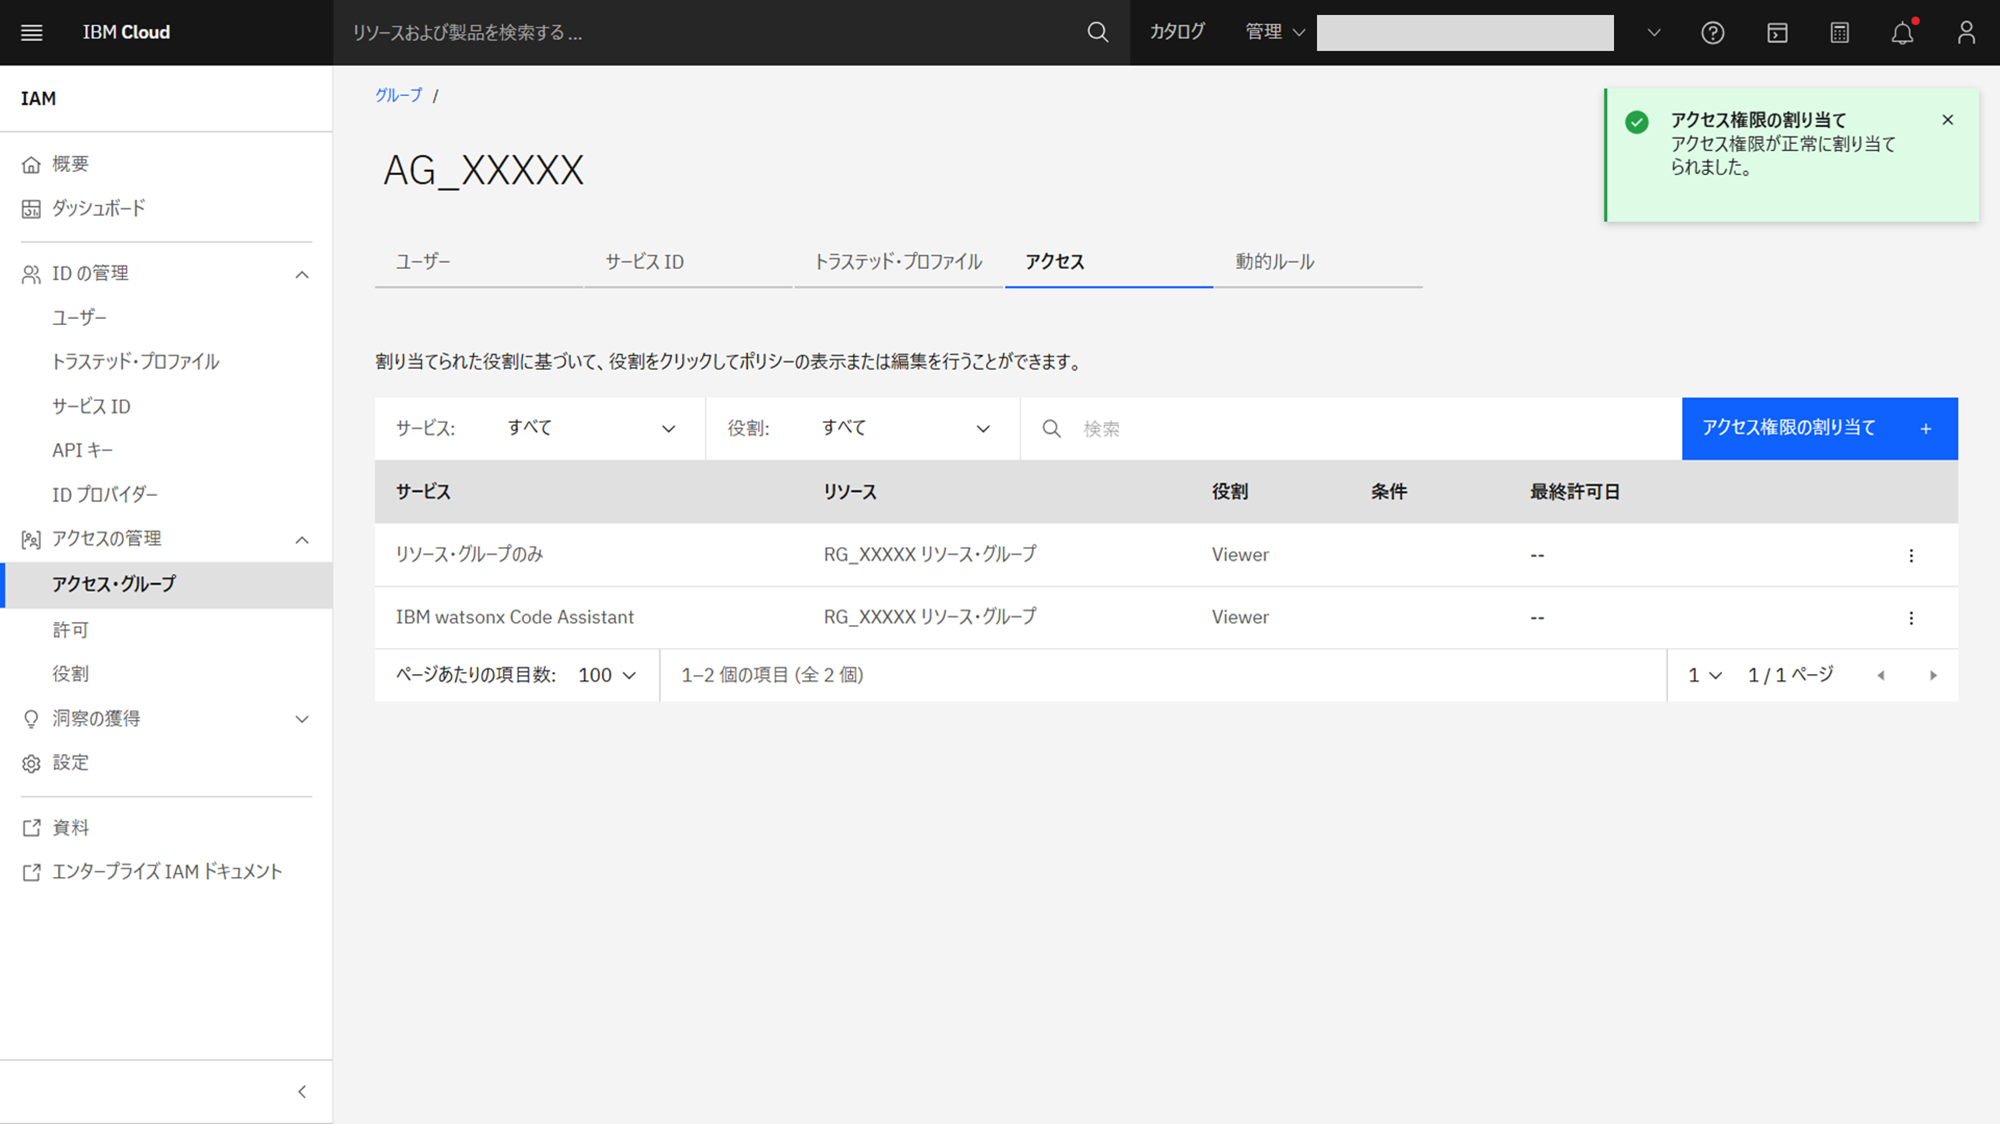 IBM Cloud
リソースおよび製品を検索する ...
カタログ
管理
IAM
概要
ダッシュボード
ID の管理
ユーザー
トラステッド・プロファイル
サービス ID
API キー
ID プロバイダー
アクセスの管理
アクセス・グループ
許可
役割
洞察の獲得
設定
資料
エンタープライズ IAM ドキュメント
グループ /
AG_XXXXX
アクセス権限の割り当て
アクセス権限が正常に割り当て
られました。
ユーザー サービス ID トラステッド・プロファイル アクセス 動的ルール
割り当てられた役割に基づいて、役割をクリックしてポリシーの表示または編集を行うことができます。
サービス: すべて 役割: すべて 検索 アクセス権限の割り当て +
サービス リソース 役割 条件 最終許可日
リソース・グループのみ RG_XXXXX リソース・グループ Viewer --
IBM watsonx Code Assistant RG_XXXXX リソース・グループ Viewer --
ページあたりの項目数: 100 1–2 個の項目 (全 2 個) 1 1 / 1 ページ